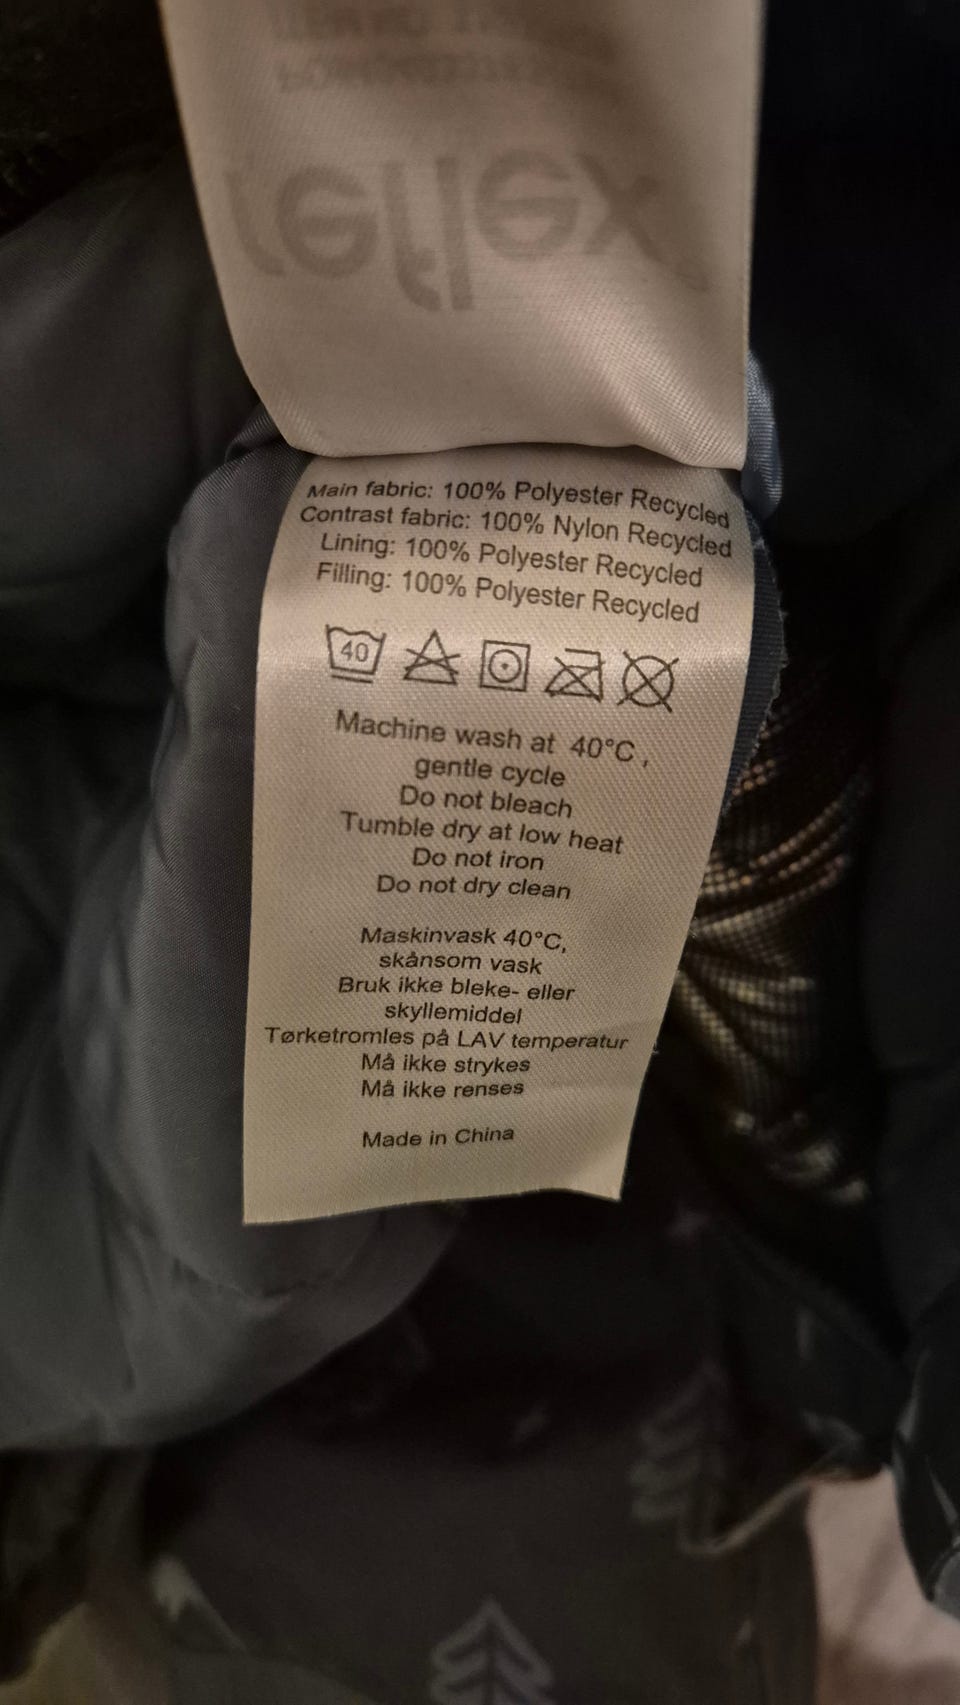 reflex
Main fabric: 100% Polyester Recycled
Contrast fabric: 100% Nylon Recycled
Lining: 100% Polyester Recycled
Filling: 100% Polyester Recycled
40
Machine wash at 40°C,
gentle cycle
Do not bleach
Tumble dry at low heat
Do not iron
Do not dry clean
Maskinvask 40°C,
skånsom vask
Bruk ikke bleke- eller
skyllemiddel
Tørketromles på LAV temperatur
Må ikke strykes
Må ikke renses
Made in China